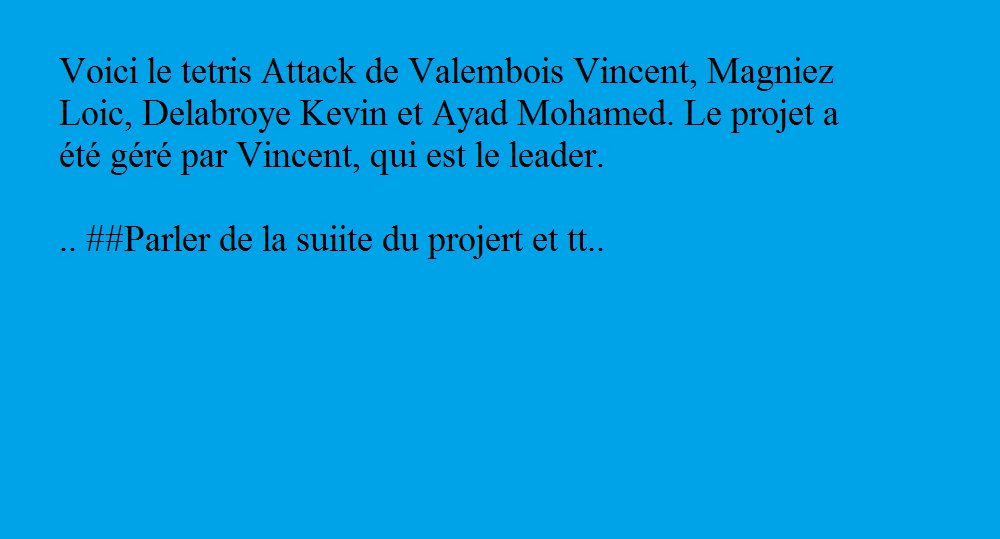 Voici le tetris Attack de Valembois Vincent, Magniez
Loic, Delabroye Kevin et Ayad Mohamed. Le projet a
été géré par Vincent, qui est le leader.
.. ##Parler de la suiite du projert et tt..